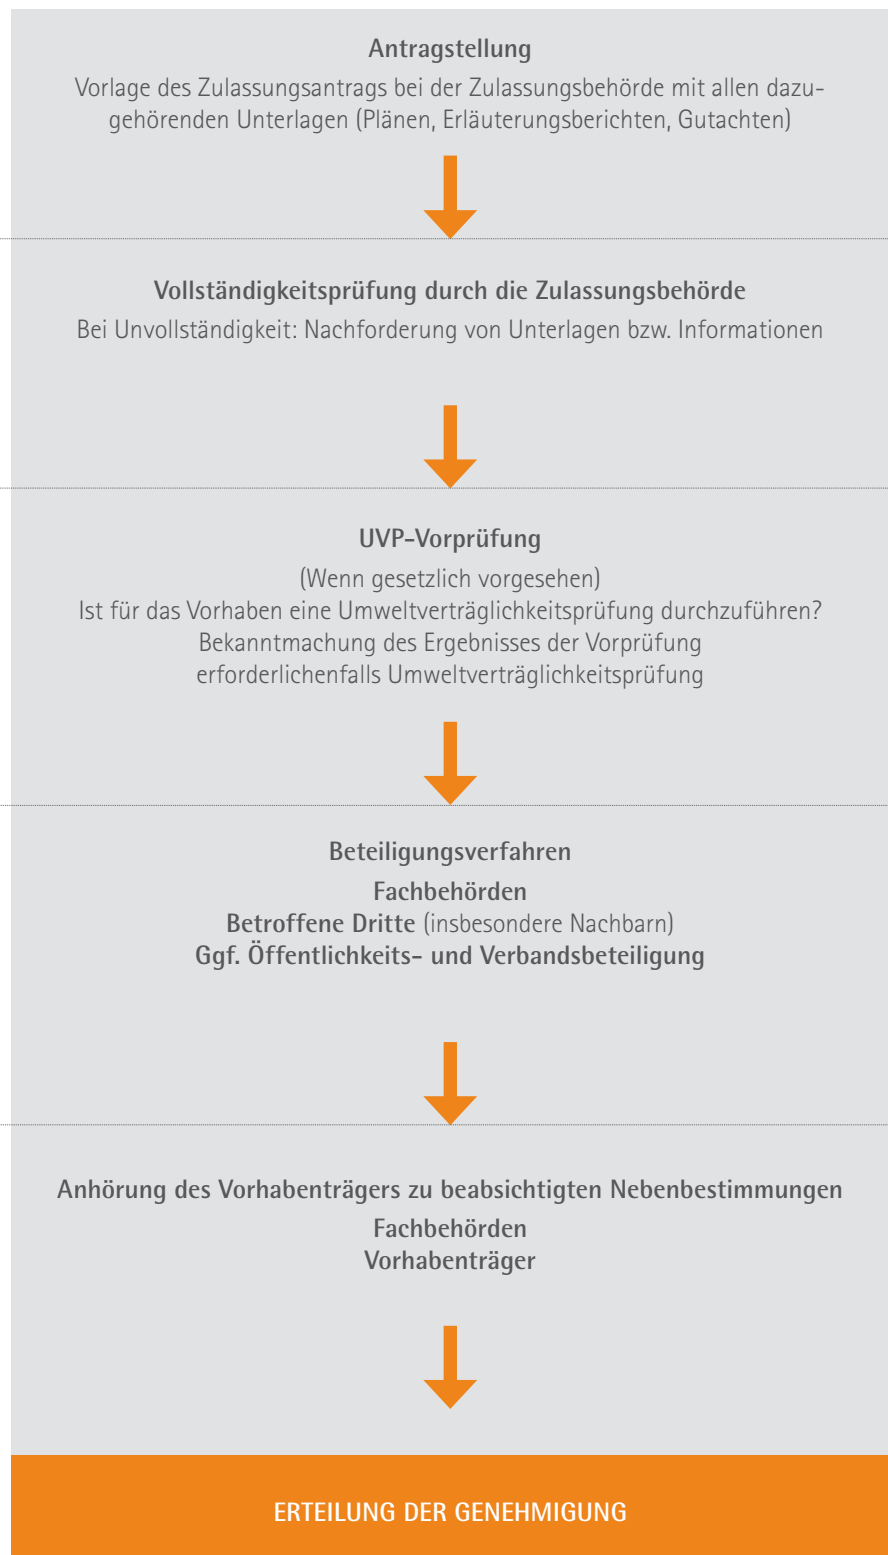 Antragstellung
Vorlage des Zulassungsantrags bei der Zulassungsbehörde mit allen dazu-
gehörenden Unterlagen (Plänen, Erläuterungsberichten, Gutachten)
Vollständigkeitsprüfung durch die Zulassungsbehörde
Bei Unvollständigkeit: Nachforderung von Unterlagen bzw. Informationen
UVP-Vorprüfung
(Wenn gesetzlich vorgesehen)
Ist für das Vorhaben eine Umweltverträglichkeitsprüfung durchzuführen?
Bekanntmachung des Ergebnisses der Vorprüfung
erforderlichenfalls Umweltverträglichkeitsprüfung
Beteiligungsverfahren
Fachbehörden
Betroffene Dritte (insbesondere Nachbarn)
Ggf. Öffentlichkeits- und Verbandsbeteiligung
Anhörung des Vorhabenträgers zu beabsichtigten Nebenbestimmungen
Fachbehörden
Vorhabenträger
ERTEILUNG DER GENEHMIGUNG